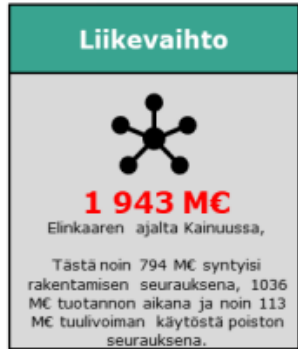 Liikevaihto
1 943 M€
Elinkaaren ajalta Kainuussa,
Tästä noin 794 M€ syntyisi
rakentamisen seurauksena, 1036
M€ tuotannon aikana ja noin 113
M€ tuulivoiman käytöstä poiston
seurauksena.